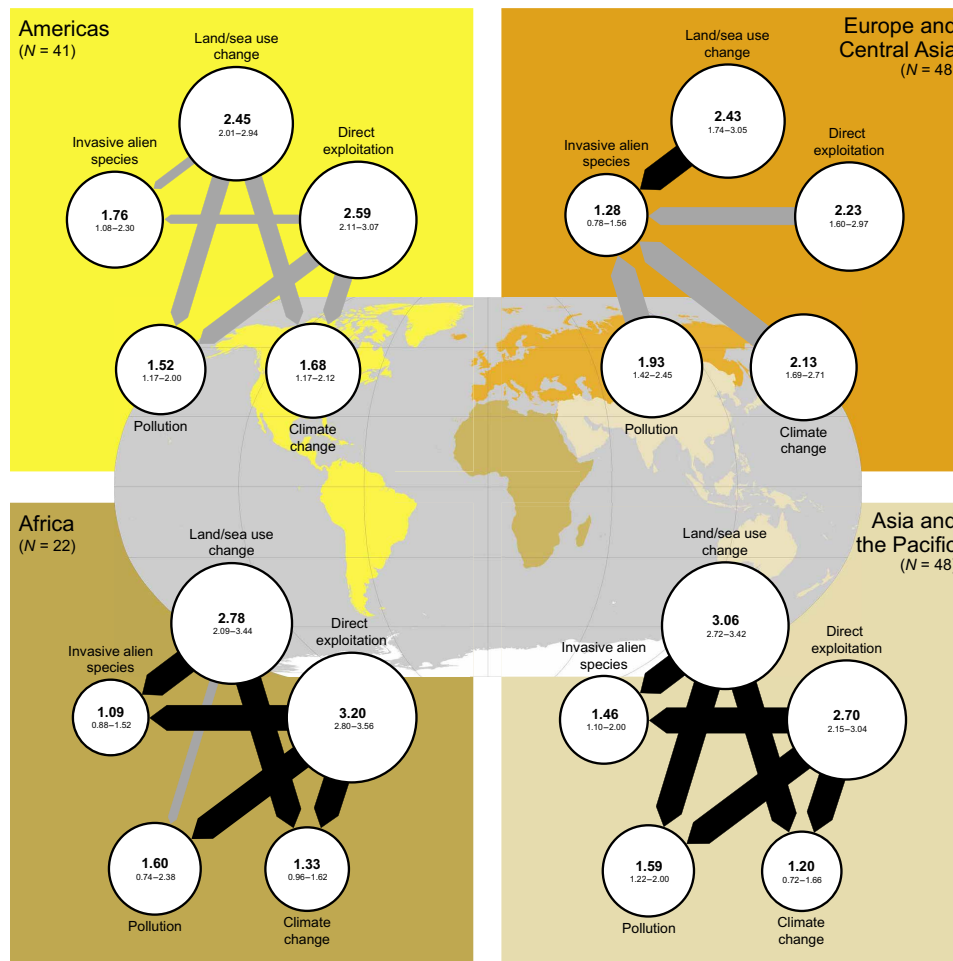 Americas
(N = 41)
Land/sea use
change
2.45
2.01–2.94
Invasive alien
species
1.76
1.08–2.30
Direct
exploitation
2.59
2.11–3.07
1.52
1.17–2.00
Pollution
1.68
1.17–2.12
Climate
change
Europe and
Central Asia
(N = 48)
Land/sea use
change
2.43
1.74–3.05
Invasive alien
species
1.28
0.78–1.56
Direct
exploitation
2.23
1.60–2.97
1.93
1.42–2.45
Pollution
2.13
1.69–2.71
Climate
change
Africa
(N = 22)
Land/sea use
change
2.78
2.09–3.44
Invasive alien
species
1.09
0.88–1.52
Direct
exploitation
3.20
2.80–3.56
1.60
0.74–2.38
Pollution
1.33
0.96–1.62
Climate
change
Asia and
the Pacific
(N = 48)
Land/sea use
change
3.06
2.72–3.42
Invasive alien
species
1.46
1.10–2.00
Direct
exploitation
2.70
2.15–3.04
1.59
1.22–2.00
Pollution
1.20
0.72–1.66
Climate
change